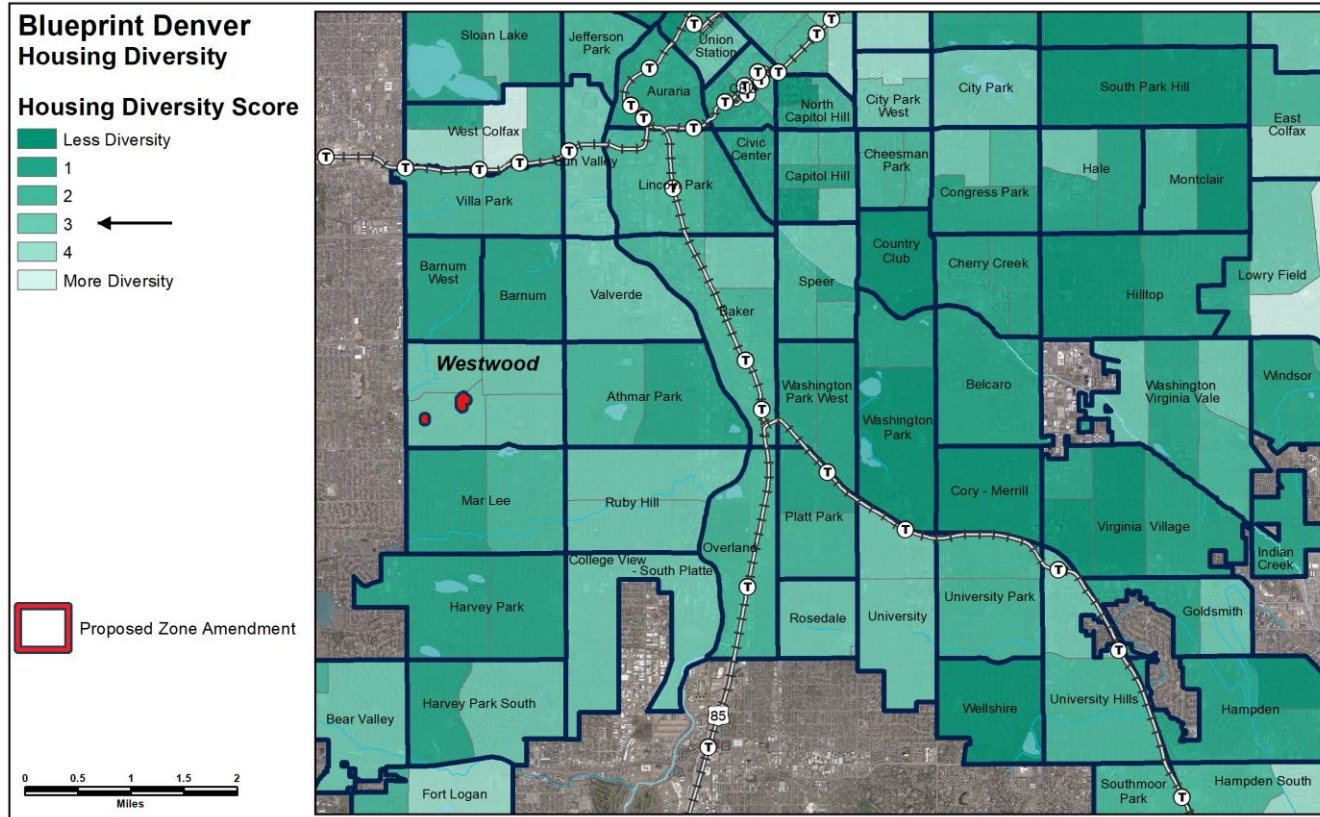 Blueprint Denver
Housing Diversity
Housing Diversity Score
Less Diversity
1
2
3
4
More Diversity
Proposed Zone Amendment
0 0.5 1 1.5 2
Miles
Sloan Lake
Jefferson
Park
Union
Station
Auraria
CBD
North
Capitol Hill
City Park
West
City Park
South Park Hill
East
Colfax
West Colfax
Sun Valley
Civic
Center
Lincoln Park
Capitol Hill
Cheesman
Park
Congress Park
Hale
Montclair
Villa Park
Barnum
West
Barnum
Valverde
Baker
Speer
Country
Club
Cherry Creek
Hilltop
Lowry Field
Westwood
Athmar Park
Washington
Park West
Washington
Park
Belcaro
Washington
Virginia Vale
Windsor
Mar Lee
Ruby Hill
Platt Park
Cory - Merrill
Virginia Village
Indian
Creek
College View
- South Platte
Overland
Harvey Park
Rosedale
University
University Park
Goldsmith
Bear Valley
Harvey Park South
85
Wellshire
University Hills
Hampden
Fort Logan
Southmoor
Park
Hampden South
T T T T T T T T T T T T T T T T T T T T T T T T T T